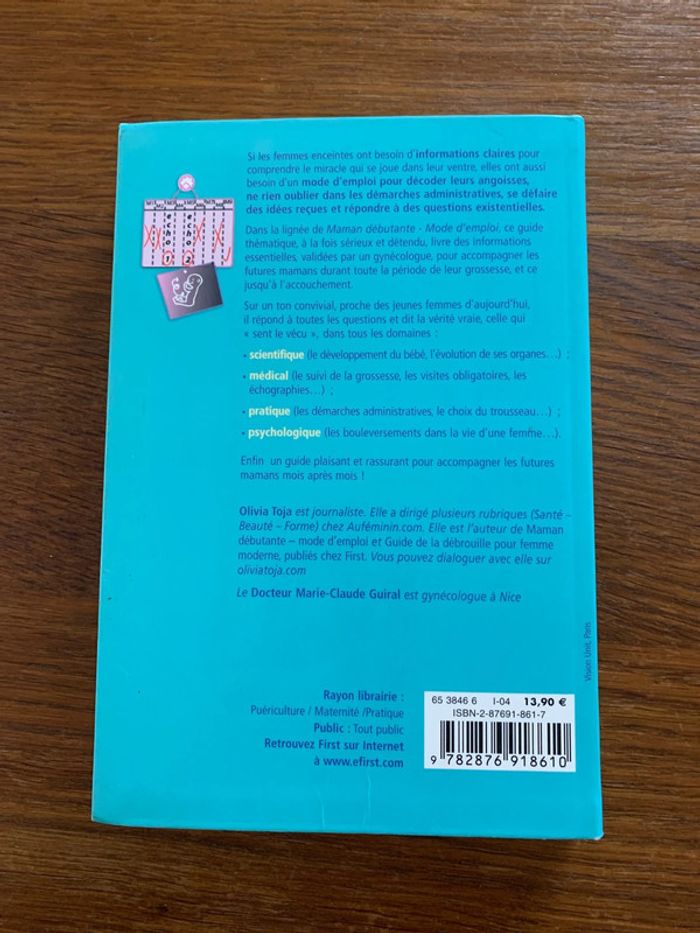 Si les femmes enceintes ont besoin d'informations claires pour
comprendre le miracle qui se joue dans leur ventre, elles ont aussi
besoin d'un mode d'emploi pour décoder leurs angoisses,
ne rien oublier dans les démarches administratives, se défaire
des idées reçues et répondre à des questions existentielles.
Dans la lignée de Maman débutante - Mode d'emploi, ce guide
thématique, à la fois sérieux et détendu, livre des informations
essentielles, validées par un gynécologue, pour accompagner les
futures mamans durant toute la période de leur grossesse, et ce
jusqu'à l'accouchement.
Sur un ton convivial, proche des jeunes femmes d'aujourd'hui,
il répond à toutes les questions et dit la vérité vraie, celle qui
« sent le vécu », dans tous les domaines :
• scientifique (le développement du bébé, l'évolution de ses organes...) ;
• médical (le suivi de la grossesse, les visites obligatoires, les
échographies...) ;
• pratique (les démarches administratives, le choix du trousseau...) ;
• psychologique (les bouleversements dans la vie d'une femme...).
Enfin un guide plaisant et rassurant pour accompagner les futures
mamans mois après mois !
Olivia Toja est journaliste. Elle a dirigé plusieurs rubriques (Santé –
Beauté – Forme) chez Auféminin.com. Elle est l'auteur de Maman
débutante – mode d'emploi et Guide de la débrouille pour femme
moderne, publiés chez First. Vous pouvez dialoguer avec elle sur
oliviatoja.com
Le Docteur Marie-Claude Guiral est gynécologue à Nice
echo 1
echo 2
Vision Unit, Paris
Rayon librairie :
Puériculture / Maternité /Pratique
Public : Tout public
Retrouvez First sur Internet
à www.efirst.com
65 3846 6 I-04 13,90 €
ISBN-2-87691-861-7
9 782876 918610